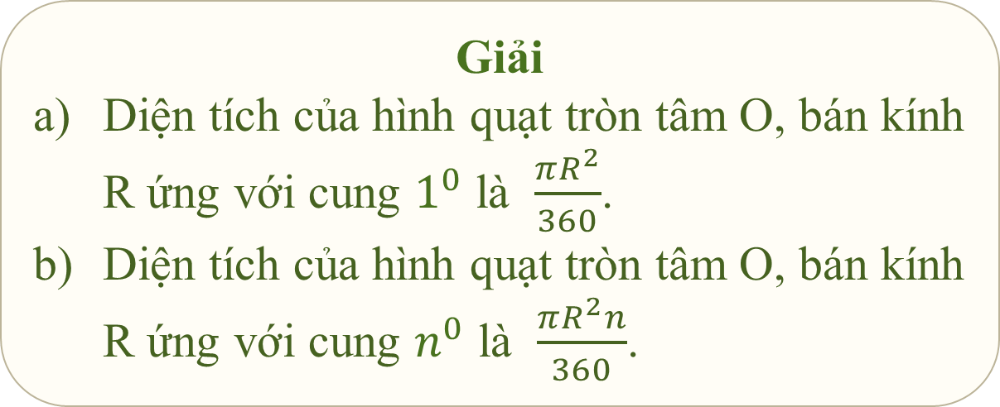 Giải
a) Diện tích của hình quạt tròn tâm O, bán kính
R ứng với cung $1^0$ là $\frac{\pi R^2}{360}$.
b) Diện tích của hình quạt tròn tâm O, bán kính
R ứng với cung $n^0$ là $\frac{\pi R^2 n}{360}$.